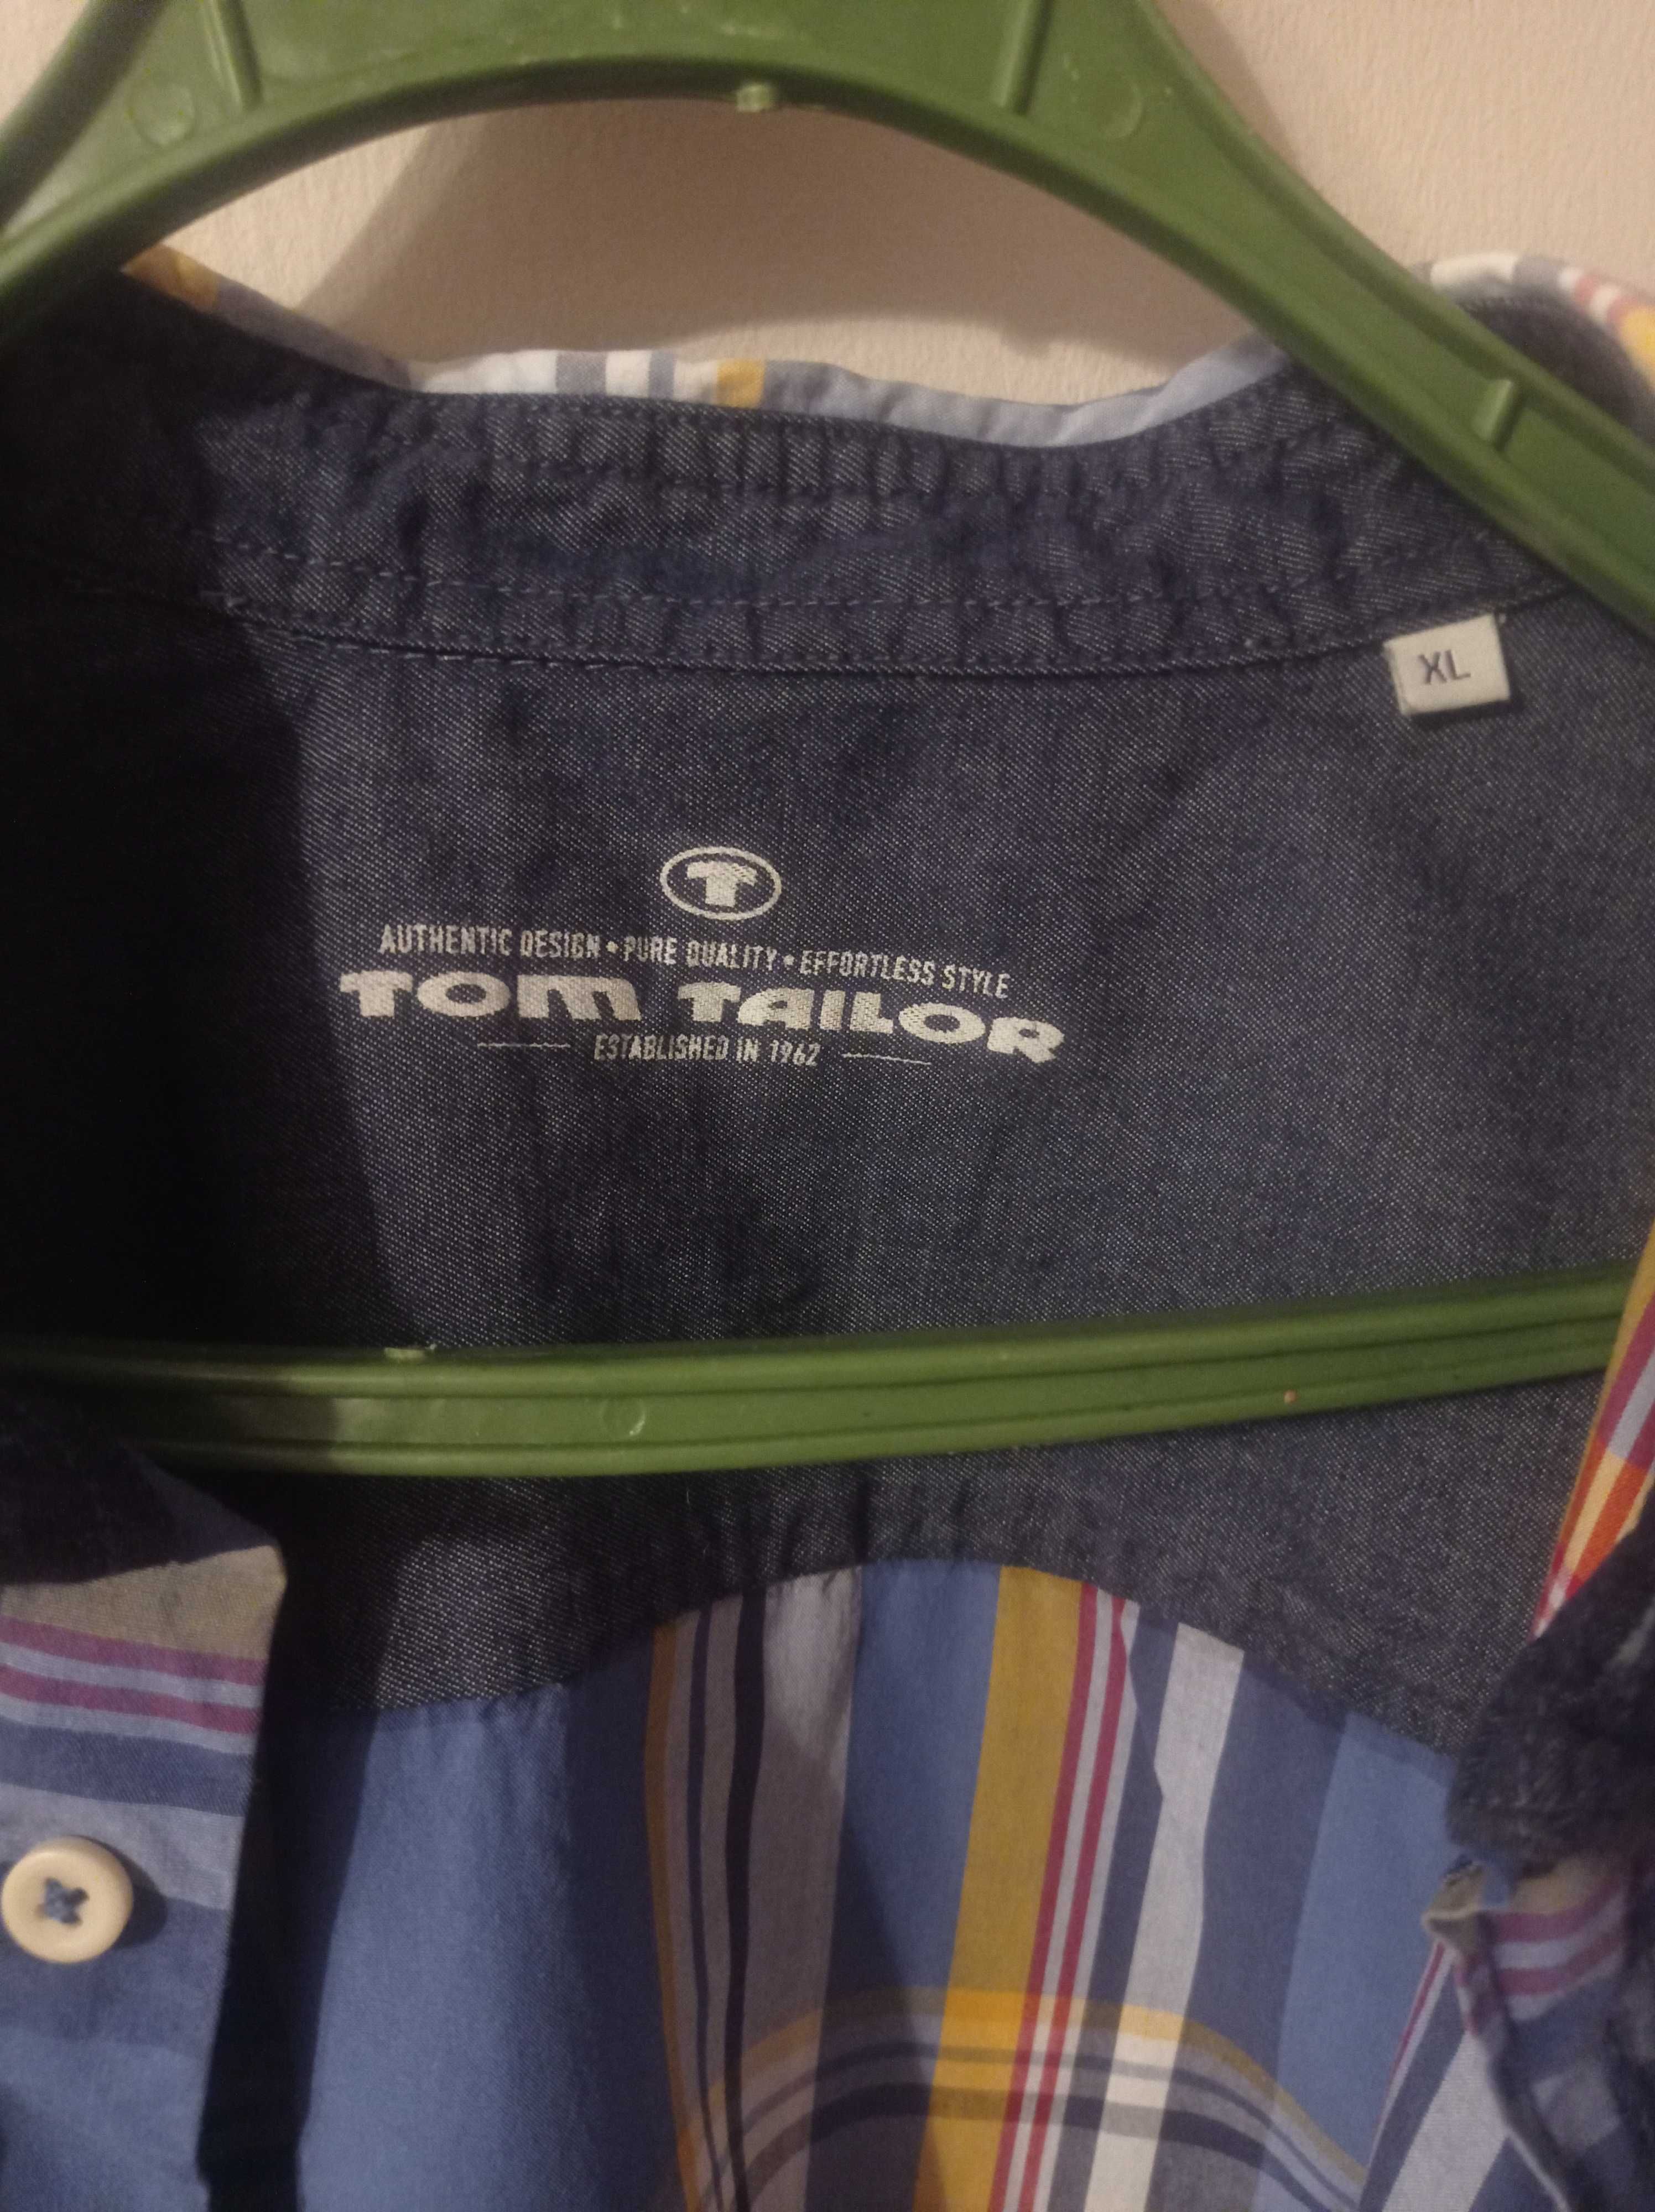 XL
T
AUTHENTIC DESIGN • PURE QUALITY • EFFORTLESS STYLE
TOM TAILOR
ESTABLISHED IN 1962